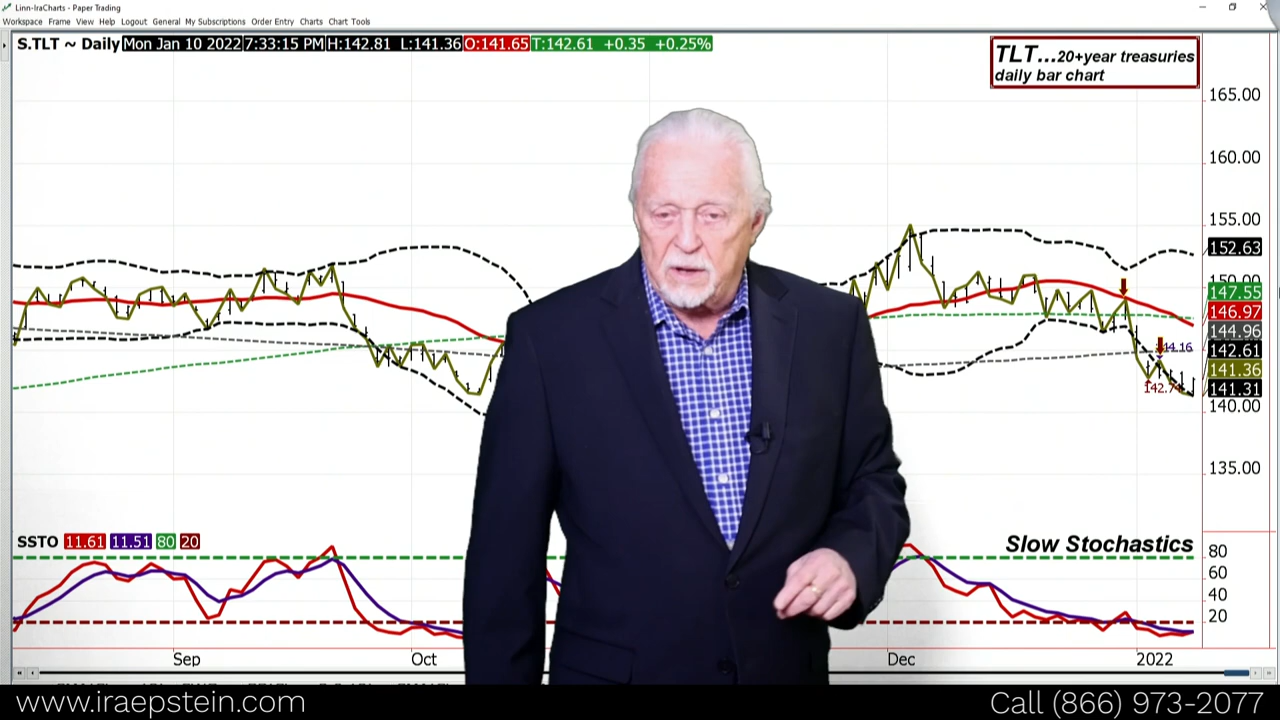 Linn-IraCharts - Paper Trading
Workspace Frame View Help Logout General My Subscriptions Order Entry Charts Chart Tools
S.TLT ~ Daily Mon Jan 10 2022 7:33:15 PM H:142.81 L:141.36 O:141.65 T:142.61 +0.35 +0.25%
TLT...20+year treasuries
daily bar chart
165.00
160.00
155.00
152.63
150.00
147.55
146.97
144.96
142.61
141.36
141.31
140.00
135.00
SSTO 11.61 11.51 80 20
Slow Stochastics
80
60
40
20
Sep Oct Dec 2022
www.iraepstein.com
Call (866) 973-2077